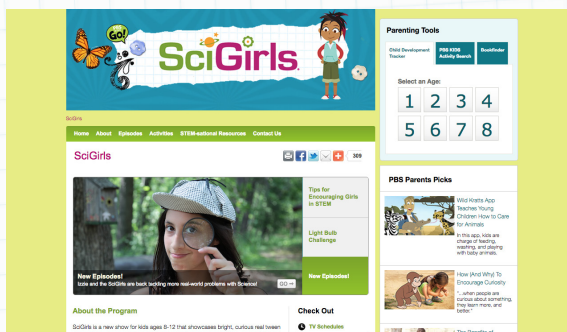 Go!
SciGirls
SciGirls
Home About Episodes Activities STEM-sational Resources Contact Us
SciGirls
309
Tips for
Encouraging Girls
in STEM
Light Bulb
Challenge
New Episodes!
New Episodes!
Izzie and the SciGirls are back tackling more real-world problems with Science!
GO
About the Program
SciGirls is a new show for kids ages 8-12 that showcases bright, curious real tween
Check Out
TV Schedules
Parenting Tools
Child Development
Tracker
PBS KIDS
Activity Search
Bookfinder
Select an Age:
1 2 3 4
5 6 7 8
PBS Parents Picks
Wild Kratts App
Teaches Young
Children How to Care
for Animals
In this app, kids are
charge of feeding,
washing, and playing
with baby animals.
How (And Why) To
Encourage Curiosity
"...when people are
curious about something,
they learn more, and
better."
The Benefits of